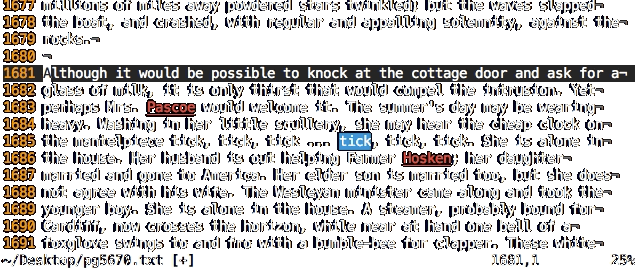 1677 millions of miles away powdered stars twinkled; but the waves slapped¬
1678 the boat, and crashed, with regular and appalling solemnity, against the¬
1679 rocks.¬
1680 ¬
1681 Although it would be possible to knock at the cottage door and ask for a¬
1682 glass of milk, it is only thirst that would compel the intrusion. Yet¬
1683 perhaps Mrs. Pascoe would welcome it. The summer's day may be wearing¬
1684 heavy. Washing in her little scullery, she may hear the cheap clock on¬
1685 the mantelpiece tick, tick, tick ... tick, tick, tick. She is alone in¬
1686 the house. Her husband is out helping Farmer Hosken; her daughter¬
1687 married and gone to America. Her elder son is married too, but she does¬
1688 not agree with his wife. The Wesleyan minister came along and took the¬
1689 younger boy. She is alone in the house. A steamer, probably bound for¬
1690 Cardiff, now crosses the horizon, while near at hand one bell of a¬
1691 foxglove swings to and fro with a bumble-bee for clapper. These white¬
~/Desktop/pg5670.txt [+] 1681,1 25%